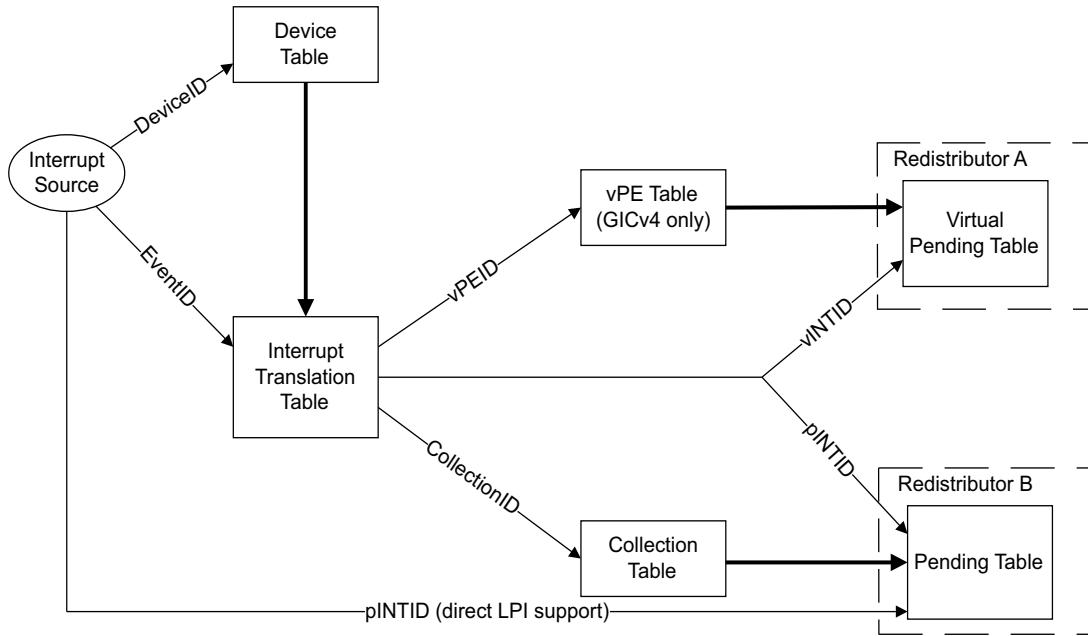 Device
Table
DeviceID
Interrupt
Source
EventID
Interrupt
Translation
Table
vPEID
vPE Table
(GICv4 only)
Redistributor A
Virtual
Pending Table
vINTID
pINTID
CollectionID
Collection
Table
Redistributor B
Pending Table
pINTID (direct LPI support)